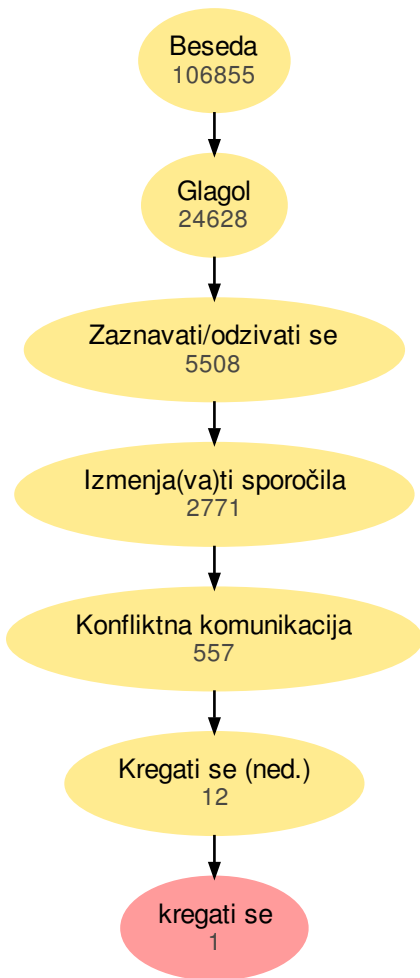 Beseda
106855
Glagol
24628
Zaznavati/odzivati se
5508
Izmenja(va)ti sporočila
2771
Konfliktna komunikacija
557
Kregati se (ned.)
12
kregati se
1